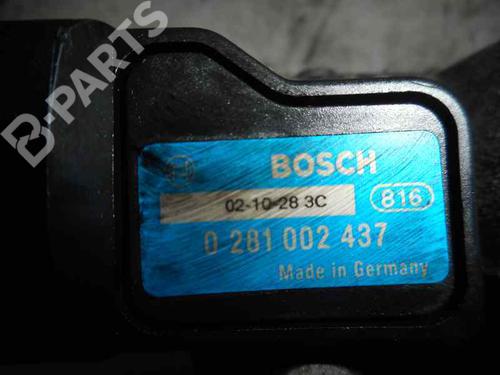 B-PARTS
BOSCH
02-10-28 3C
816
0 281 002 437
Made in Germany